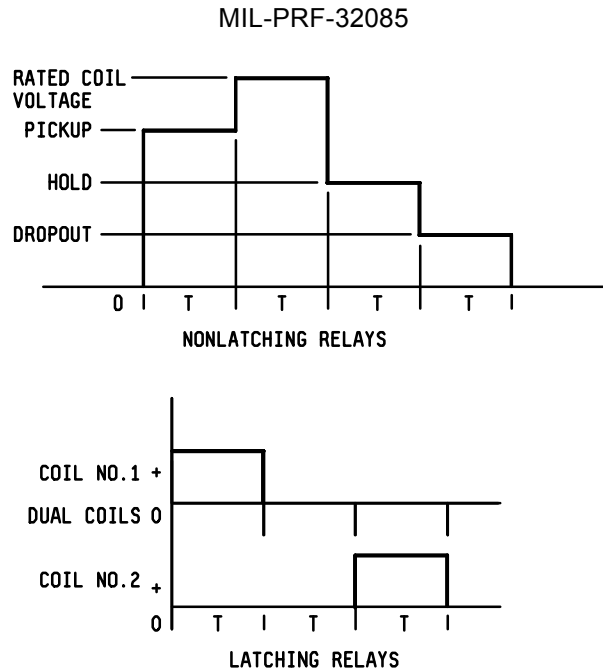 MIL-PRF-32085
RATED COIL
VOLTAGE
PICKUP
HOLD
DROPOUT
0 T T T T
NONLATCHING RELAYS
COIL NO.1 +
DUAL COILS 0
COIL NO.2 +
0 T T T
LATCHING RELAYS